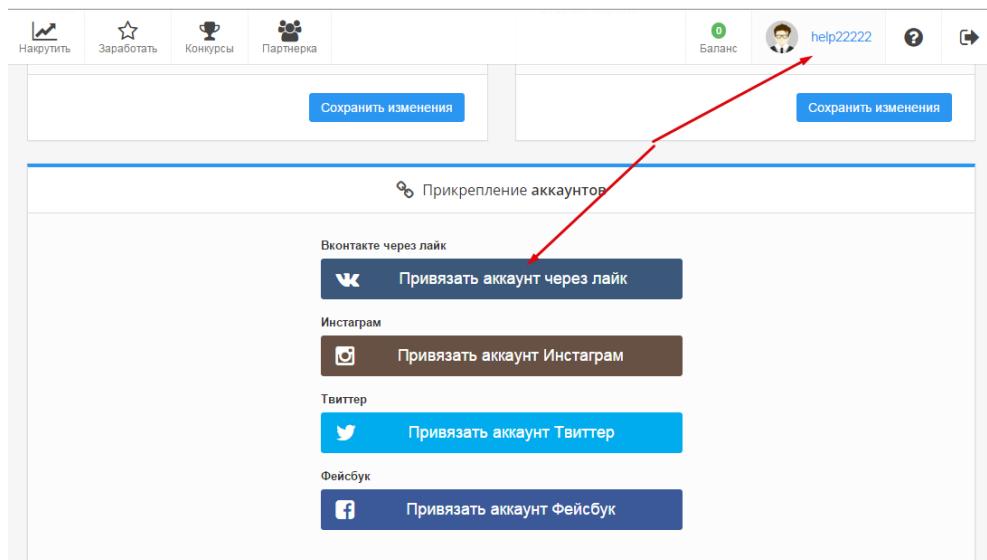 Накрутить
Заработать
Конкурсы
Партнерка
0
Баланс
help22222
Сохранить изменения
Сохранить изменения
Прикрепление аккаунтов
Вконтакте через лайк
Привязать аккаунт через лайк
Инстаграм
Привязать аккаунт Инстаграм
Твиттер
Привязать аккаунт Твиттер
Фейсбук
Привязать аккаунт Фейсбук